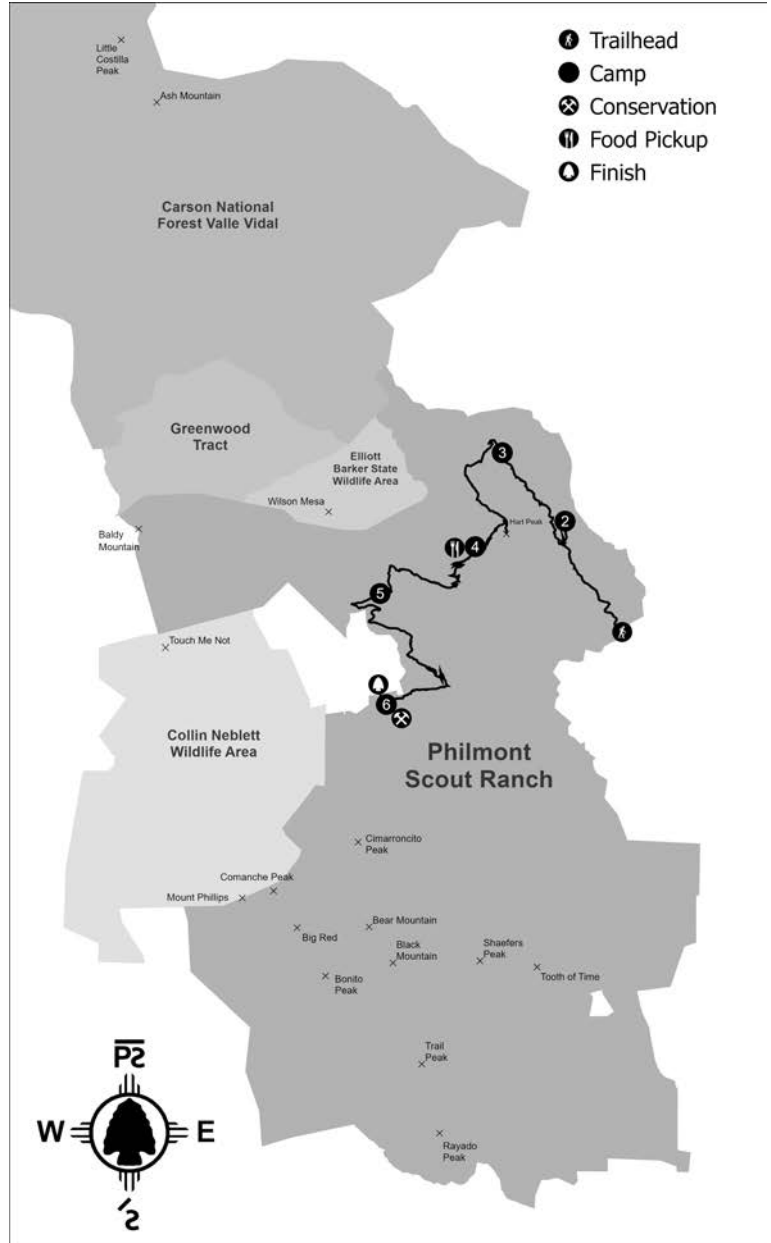 Little
Costilla
Peak
Ash Mountain
Trailhead
Camp
Conservation
Food Pickup
Finish
Carson National
Forest Valle Vidal
Greenwood
Tract
Elliott
Barker State
Wildlife Area
Wilson Mesa
Baldy
Mountain
3
2
Hart Peak
4
5
Touch Me Not
6
Collin Neblett
Wildlife Area
Philmont
Scout Ranch
Cimarroncito
Peak
Comanche Peak
Mount Phillips
Big Red
Bear Mountain
Black
Mountain
Shaefers
Peak
Tooth of Time
Bonito
Peak
Trail
Peak
Rayado
Peak
W
E